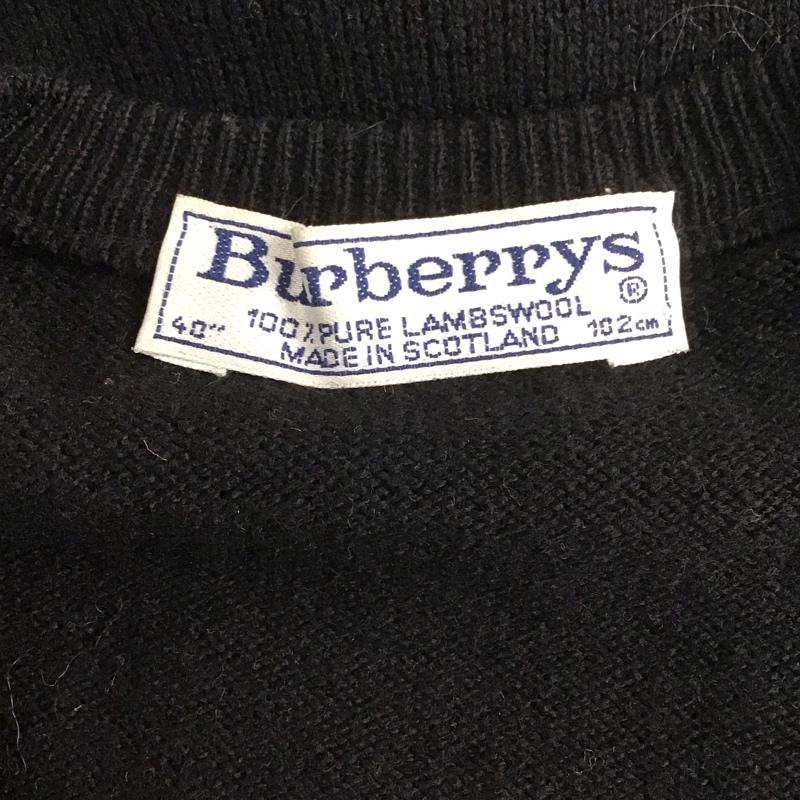 Burberrys ®
40" 100% PURE LAMBSWOOL 102cm
MADE IN SCOTLAND